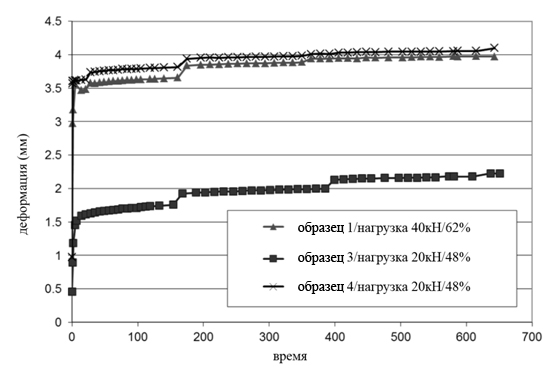 4.5
4
3.5
3
2.5
2
1.5
1
0.5
0
деформация (мм)
образец 1/нагрузка 40кН/62%
образец 3/нагрузка 20кН/48%
образец 4/нагрузка 20кН/48%
0 100 200 300 400 500 600 700
время